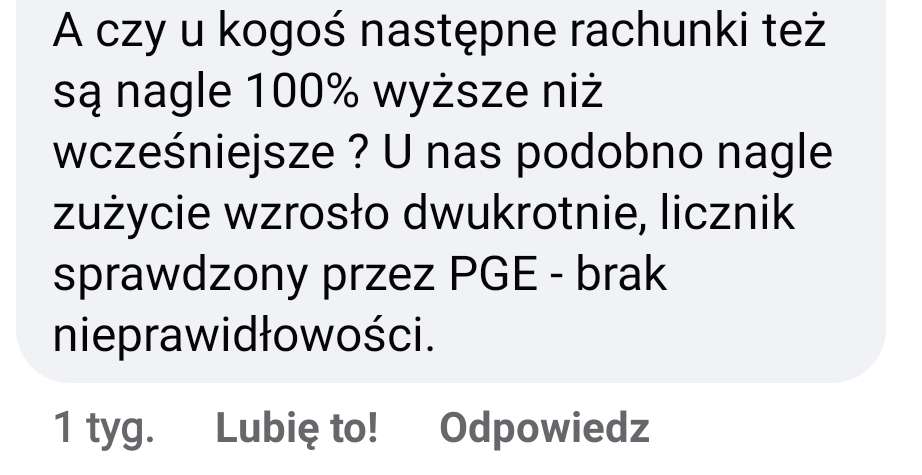 A czy u kogoś następne rachunki też
są nagle 100% wyższe niż
wcześniejsze ? U nas podobno nagle
zużycie wzrosło dwukrotnie, licznik
sprawdzony przez PGE - brak
nieprawidłowości.
1 tyg. Lubię to! Odpowiedz